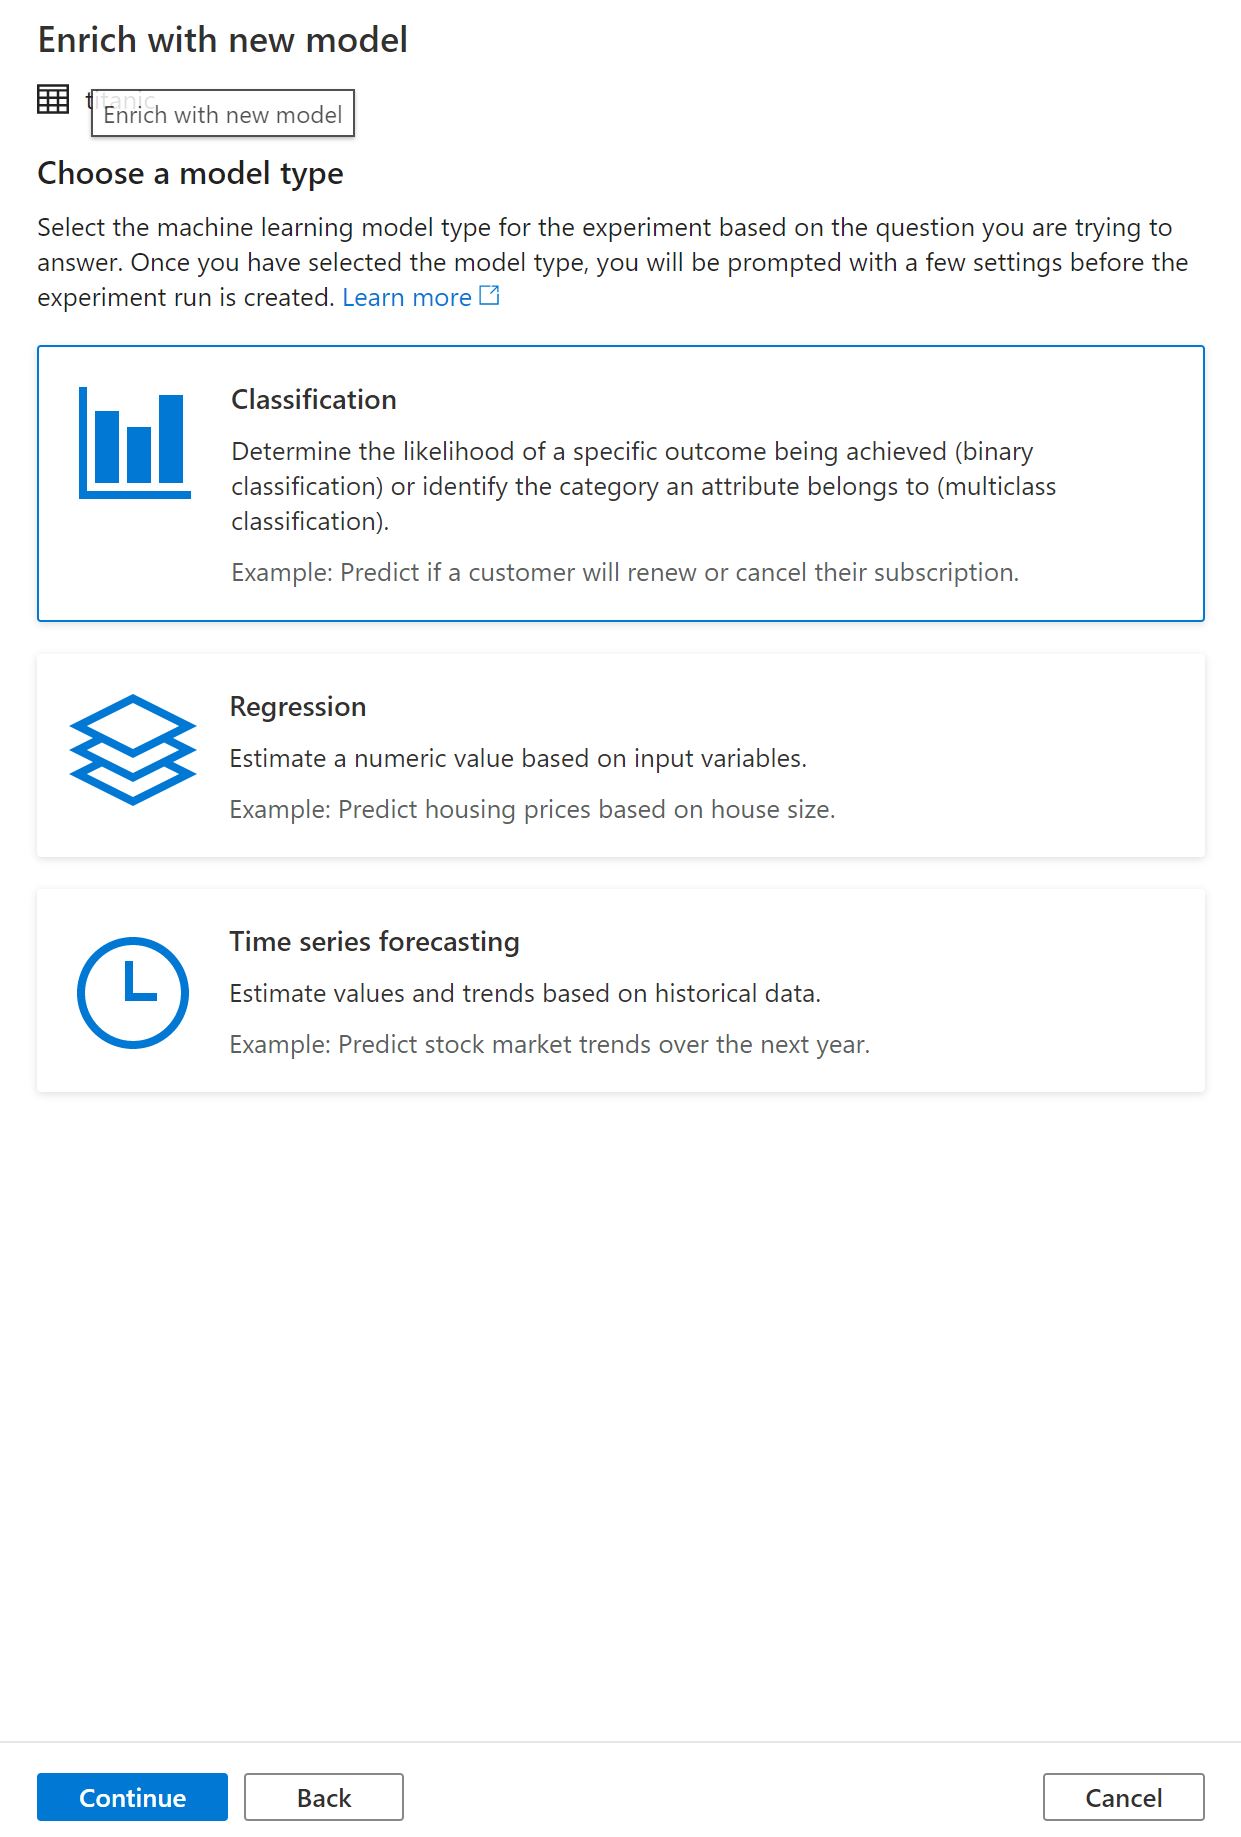 Enrich with new model
titanic
Enrich with new model
Choose a model type
Select the machine learning model type for the experiment based on the question you are trying to
answer. Once you have selected the model type, you will be prompted with a few settings before the
experiment run is created. Learn more
Classification
Determine the likelihood of a specific outcome being achieved (binary
classification) or identify the category an attribute belongs to (multiclass
classification).
Example: Predict if a customer will renew or cancel their subscription.
Regression
Estimate a numeric value based on input variables.
Example: Predict housing prices based on house size.
Time series forecasting
Estimate values and trends based on historical data.
Example: Predict stock market trends over the next year.
Continue
Back
Cancel